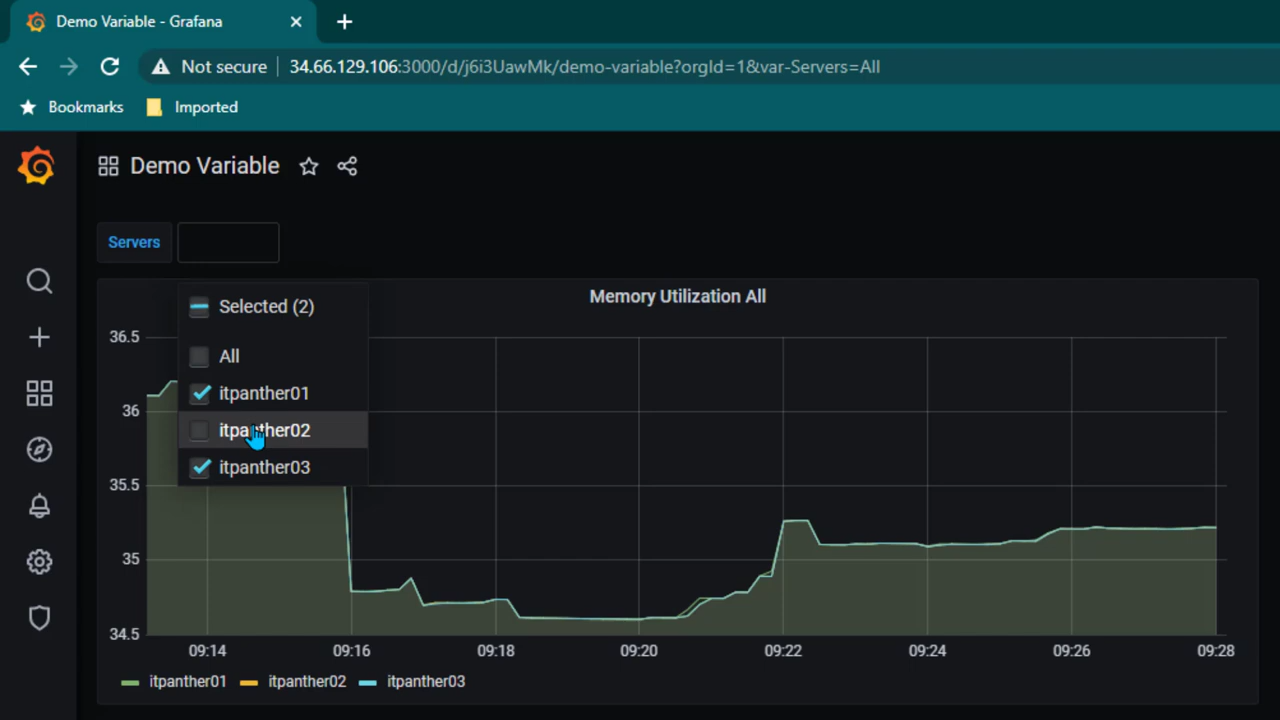 Demo Variable - Grafana
Not secure 34.66.129.106:3000/d/j6i3UawMk/demo-variable?orgId=1&var-Servers=All
Bookmarks Imported
Demo Variable
Servers
Memory Utilization All
Selected (2)
All
itpanther01
itpanther02
itpanther03
36.5
36
35.5
35
34.5
09:14 09:16 09:18 09:20 09:22 09:24 09:26 09:28
itpanther01 itpanther02 itpanther03